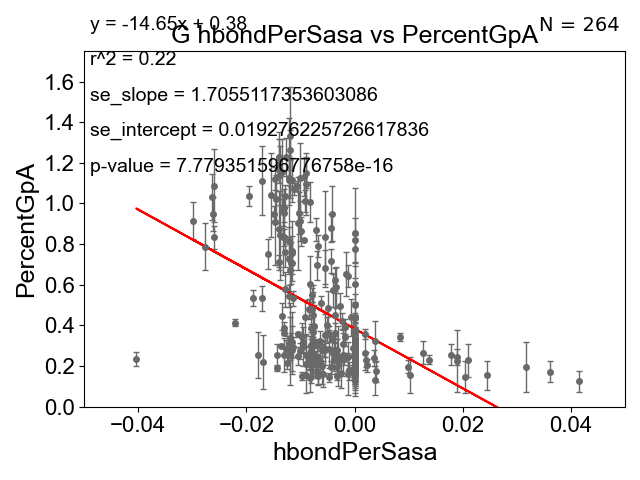 y = -14.65x + 0.38
N = 264
G hbondPerSasa vs PercentGpA
r^2 = 0.22
se_slope = 1.7055117353603086
se_intercept = 0.019276225726617836
p-value = 7.779351596776758e-16
1.6
1.4
1.2
1.0
0.8
0.6
0.4
0.2
0.0
PercentGpA
−0.04 −0.02 0.00 0.02 0.04
hbondPerSasa